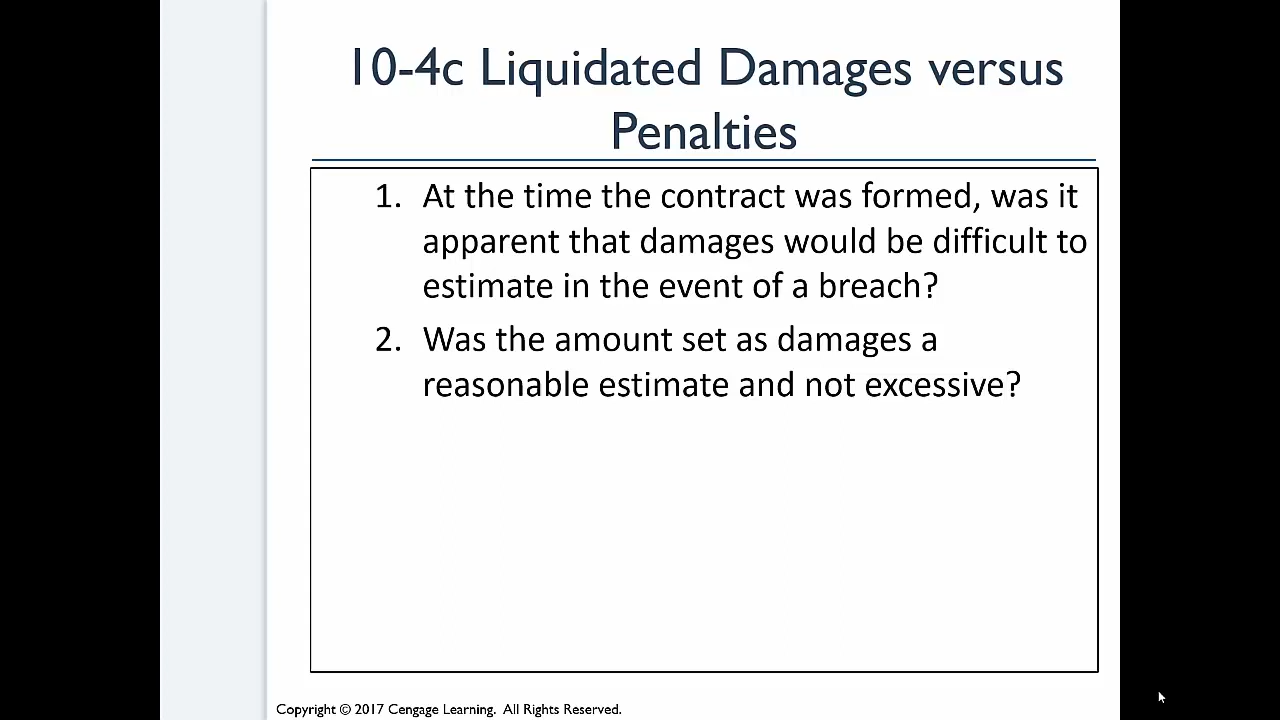 10-4c Liquidated Damages versus
Penalties
1. At the time the contract was formed, was it
apparent that damages would be difficult to
estimate in the event of a breach?
2. Was the amount set as damages a
reasonable estimate and not excessive?
Copyright © 2017 Cengage Learning. All Rights Reserved.